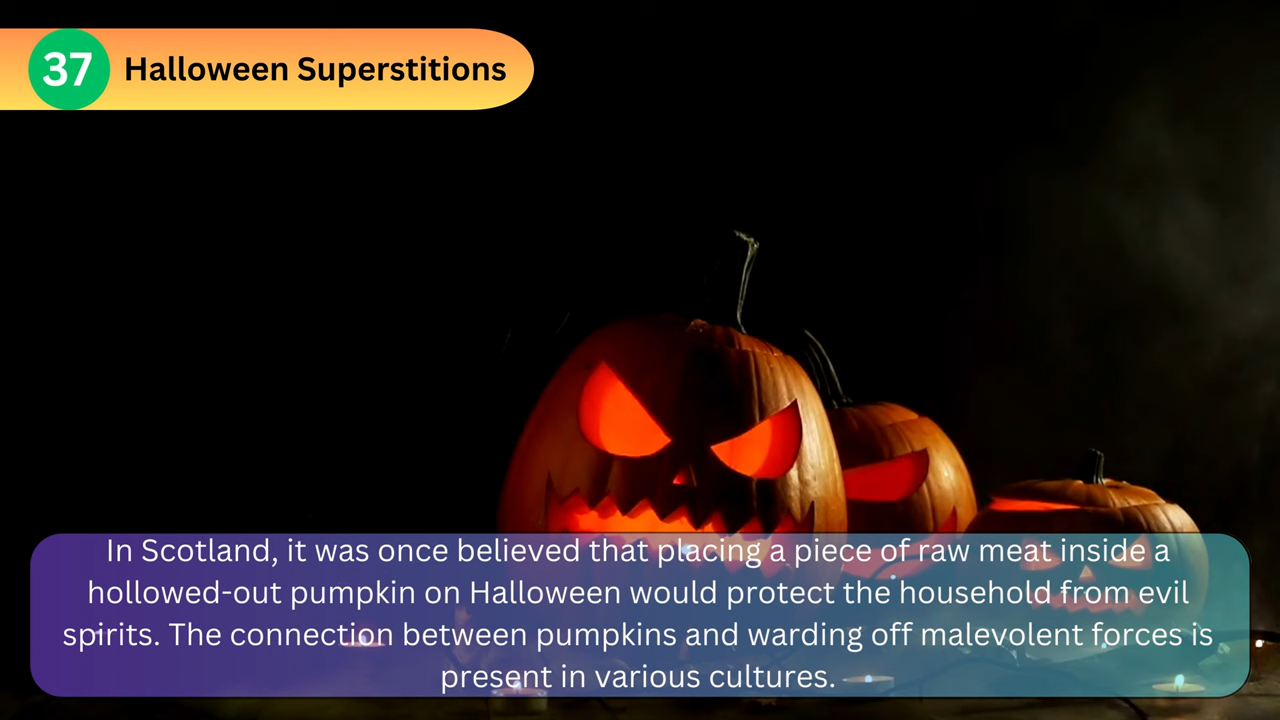 37 Halloween Superstitions
In Scotland, it was once believed that placing a piece of raw meat inside a
hollowed-out pumpkin on Halloween would protect the household from evil
spirits. The connection between pumpkins and warding off malevolent forces is
present in various cultures.